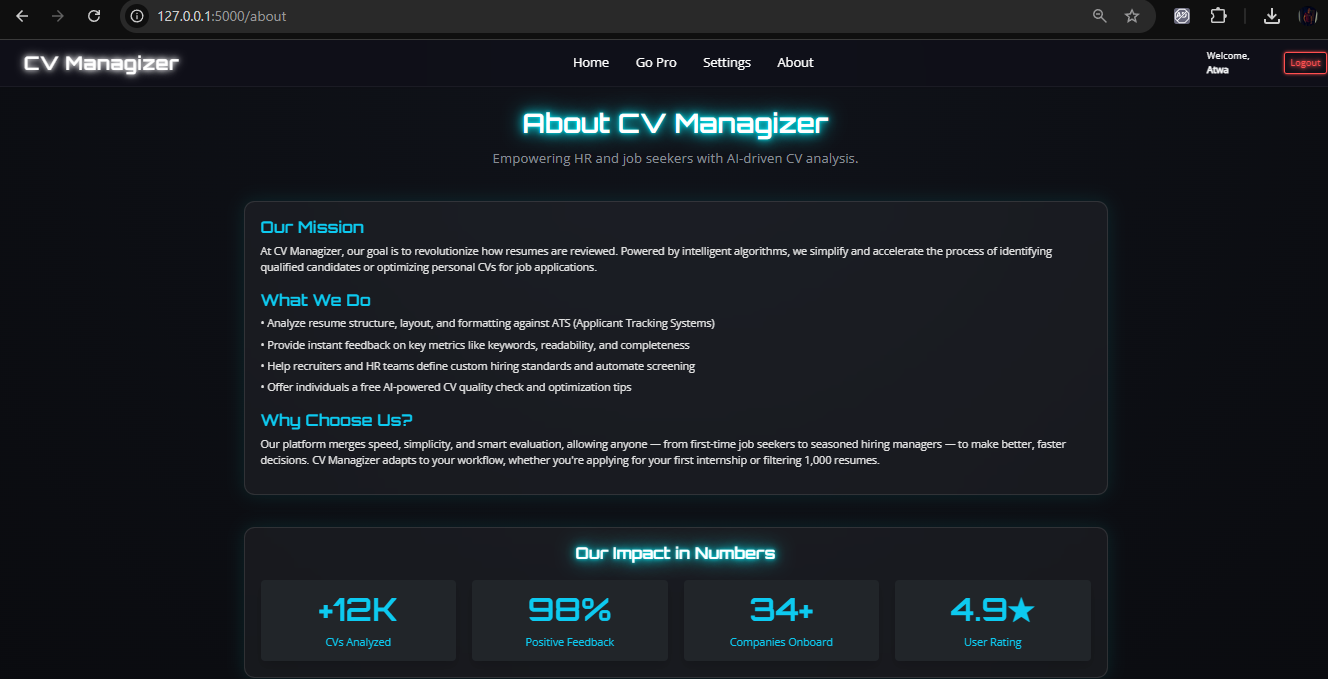 127.0.0.1:5000/about
CV Managizer
Home Go Pro Settings About
Welcome,
Atwa
Logout
About CV Managizer
Empowering HR and job seekers with AI-driven CV analysis.
Our Mission
At CV Managizer, our goal is to revolutionize how resumes are reviewed. Powered by intelligent algorithms, we simplify and accelerate the process of identifying
qualified candidates or optimizing personal CVs for job applications.
What We Do
• Analyze resume structure, layout, and formatting against ATS (Applicant Tracking Systems)
• Provide instant feedback on key metrics like keywords, readability, and completeness
• Help recruiters and HR teams define custom hiring standards and automate screening
• Offer individuals a free AI-powered CV quality check and optimization tips
Why Choose Us?
Our platform merges speed, simplicity, and smart evaluation, allowing anyone — from first-time job seekers to seasoned hiring managers — to make better, faster
decisions. CV Manigizer adapts to your workflow, whether you're applying for your first internship or filtering 1,000 resumes.
Our Impact in Numbers
+12K 98% 34+ 4.9★
CVs Analyzed Positive Feedback Companies Onboard User Rating